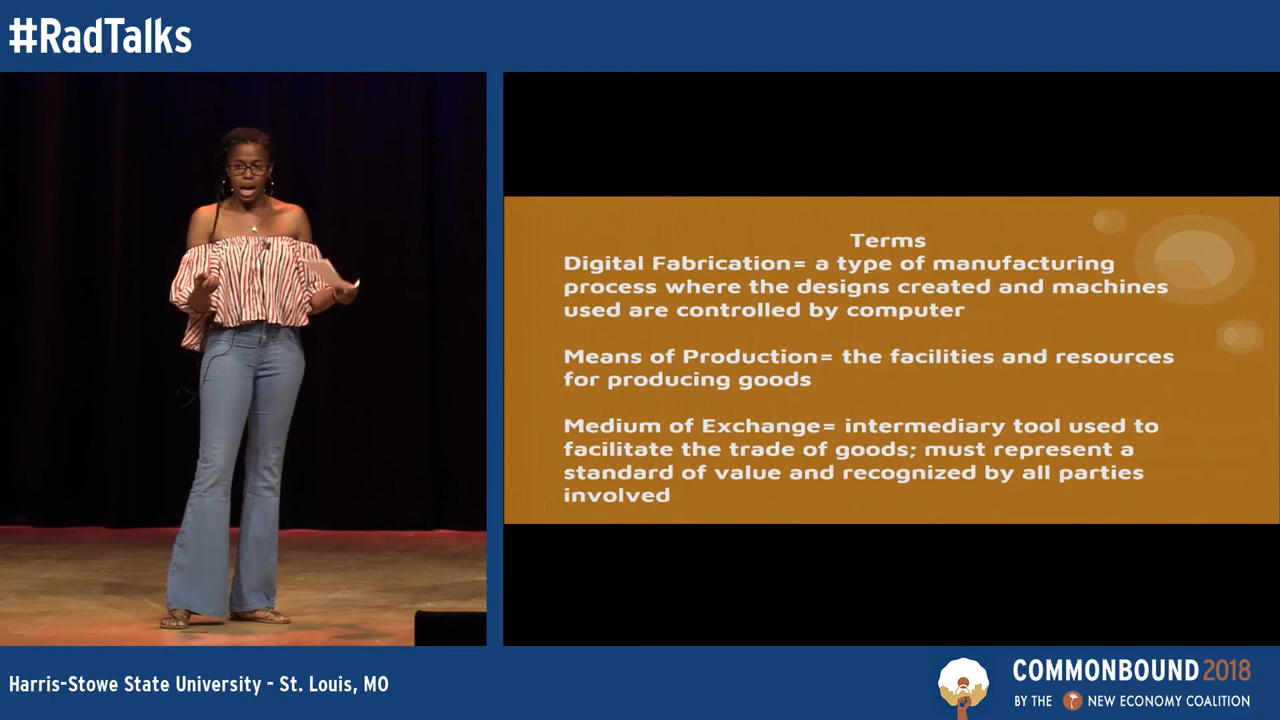 #RadTalks
Terms
Digital Fabrication= a type of manufacturing
process where the designs created and machines
used are controlled by computer
Means of Production= the facilities and resources
for producing goods
Medium of Exchange= intermediary tool used to
facilitate the trade of goods; must represent a
standard of value and recognized by all parties
involved
Harris-Stowe State University - St. Louis, MO
COMMONBOUND 2018
BY THE NEW ECONOMY COALITION